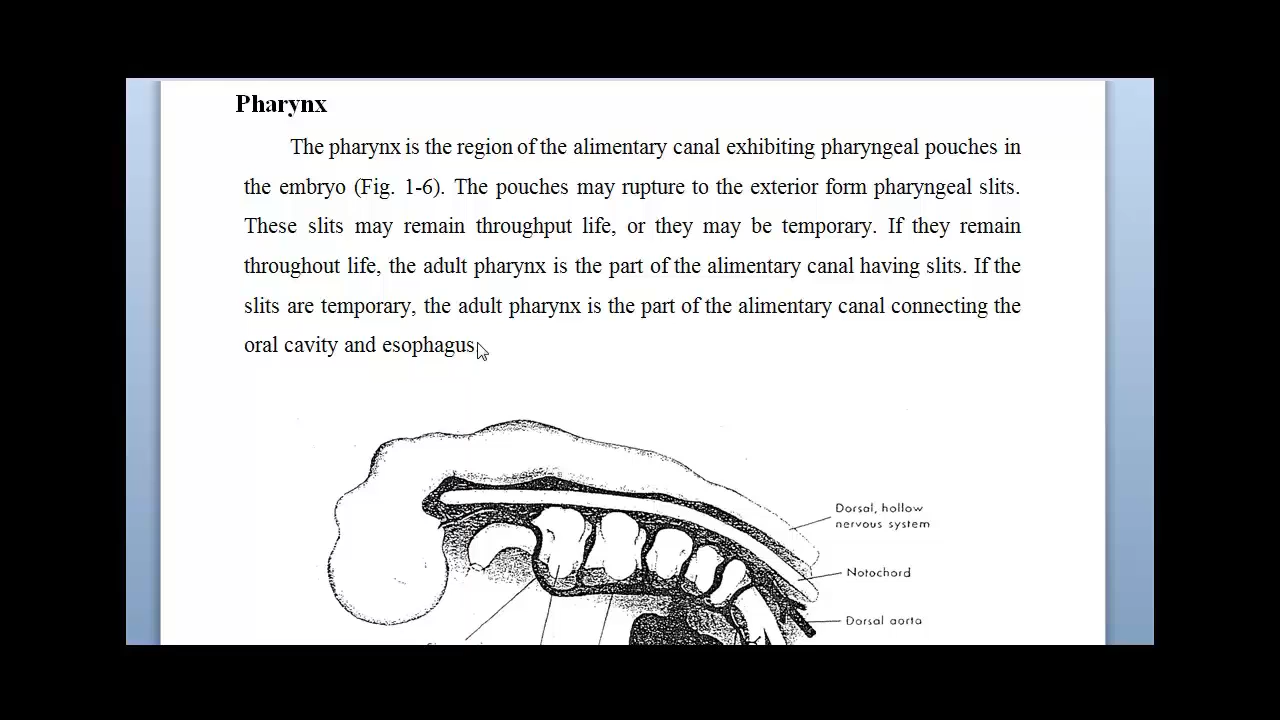 Pharynx
The pharynx is the region of the alimentary canal exhibiting pharyngeal pouches in
the embryo (Fig. 1-6). The pouches may rupture to the exterior form pharyngeal slits.
These slits may remain throughput life, or they may be temporary. If they remain
throughout life, the adult pharynx is the part of the alimentary canal having slits. If the
slits are temporary, the adult pharynx is the part of the alimentary canal connecting the
oral cavity and esophagus
Dorsal, hollow
nervous system
Notochord
Dorsal aorta